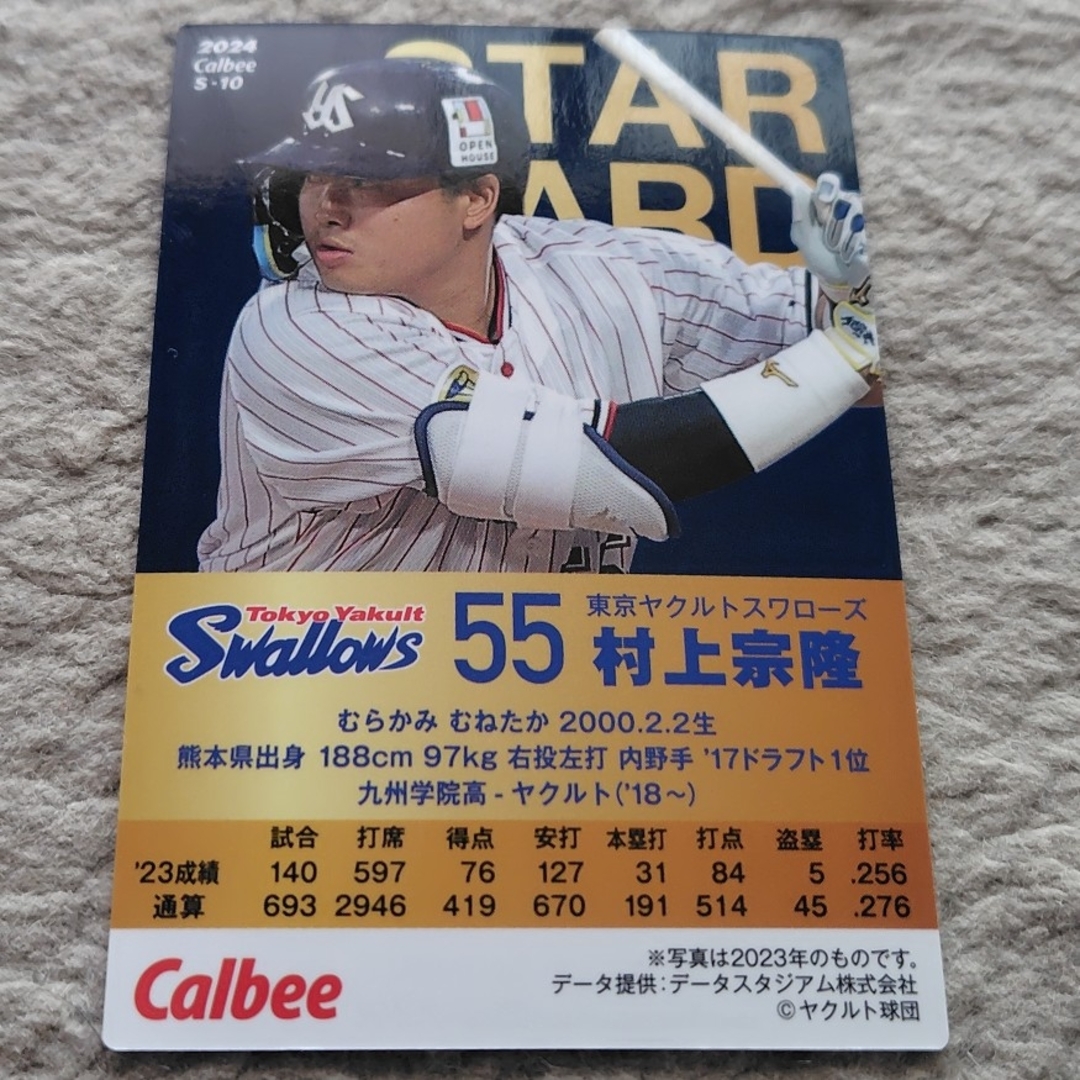 2024
Calbee
S-10
STAR
CARD
OPEN
HOUSE
Tokyo Yakult
Swallows
55
東京ヤクルトスワローズ
村上宗隆
むらかみ むねたか 2000.2.2生
熊本県出身 188cm 97kg 右投左打 内野手 '17ドラフト1位
九州学院高 - ヤクルト('18~)
試合 打席 得点 安打 本塁打 打点 盗塁 打率
'23成績 140 597 76 127 31 84 5 .256
通算 693 2946 419 670 191 514 45 .276
Calbee
※写真は2023年のものです。
データ提供:データスタジアム株式会社
©ヤクルト球団